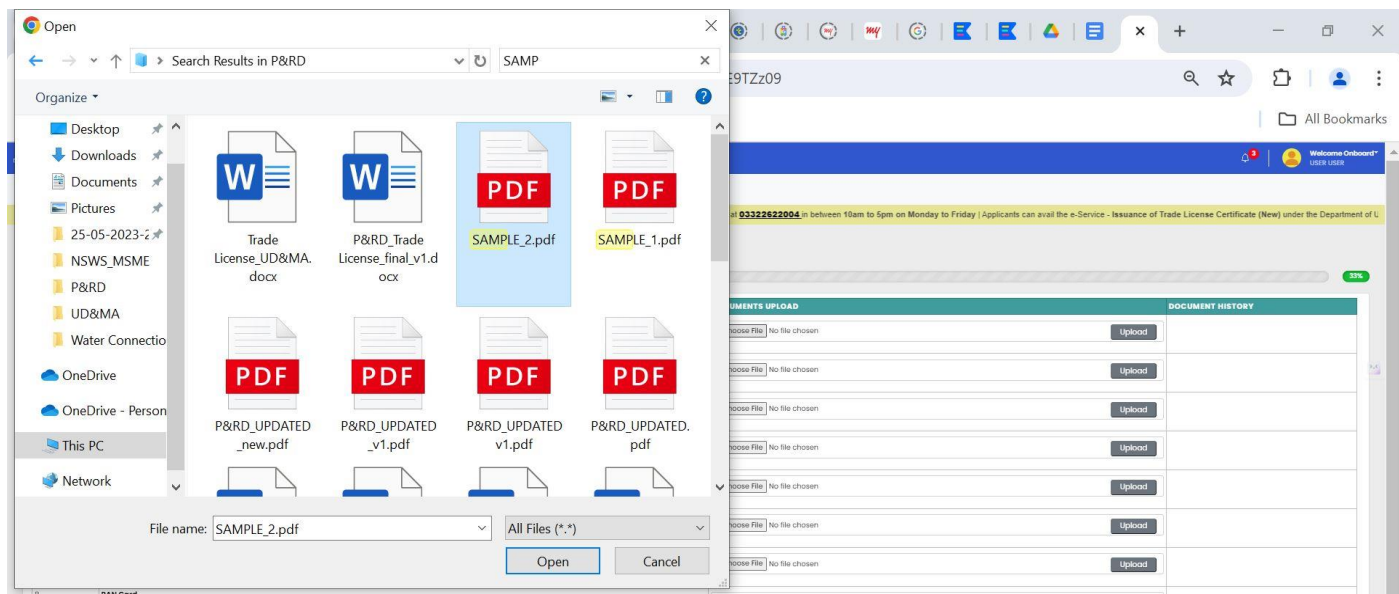 Open
Search Results in P&RD
SAMP
Organize
Desktop
Downloads
Documents
Pictures
25-05-2023-2
NSWS_MSME
P&RD
UD&MA
Water Connectio
OneDrive
OneDrive - Person
This PC
Network
W
Trade
License_UD&MA.
docx
W
P&RD_Trade
License_final_v1.d
ocx
PDF
SAMPLE_2.pdf
PDF
SAMPLE_1.pdf
PDF
P&RD_UPDATED
_new.pdf
PDF
P&RD_UPDATED
_v1.pdf
PDF
P&RD_UPDATED
v1.pdf
PDF
P&RD_UPDATED.
pdf
File name: SAMPLE_2.pdf
All Files (*.*)
Open Cancel
E9TZz09
All Bookmarks
3
Welcome Onboard
USER USER
at 03322622004 in between 10am to 5pm on Monday to Friday | Applicants can avail the e-Service - Issuance of Trade License Certificate (New) under the Department of U
33%
UMENTS UPLOAD DOCUMENT HISTORY
hoose File No file chosen Upload
hoose File No file chosen Upload
hoose File No file chosen Upload
hoose File No file chosen Upload
hoose File No file chosen Upload
hoose File No file chosen Upload
hoose File No file chosen Upload
PAN Card